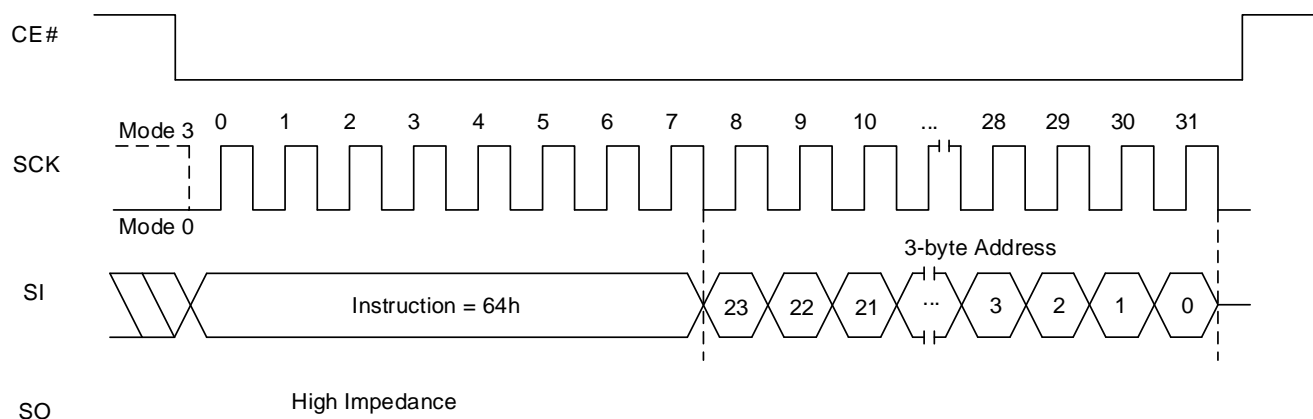 CE#
Mode 3 0 1 2 3 4 5 6 7 8 9 10 ... 28 29 30 31
SCK
Mode 0
3-byte Address
SI Instruction = 64h 23 22 21 ... 3 2 1 0
High Impedance
SO